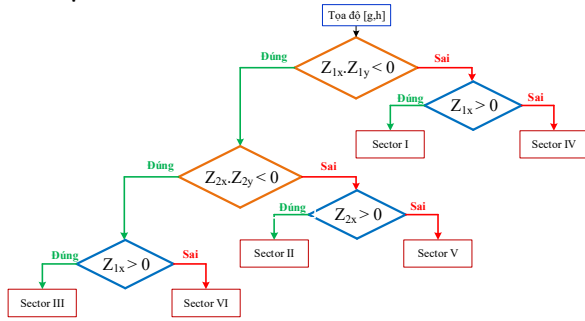 Tọa độ [g,h]
Đúng
Z1x.Z1y < 0
Sai
Đúng
Z1x > 0
Sai
Sector I
Sector IV
Đúng
Z2x.Z2y < 0
Sai
Đúng
Z2x > 0
Sai
Sector II
Sector V
Đúng
Z1x > 0
Sai
Sector III
Sector VI